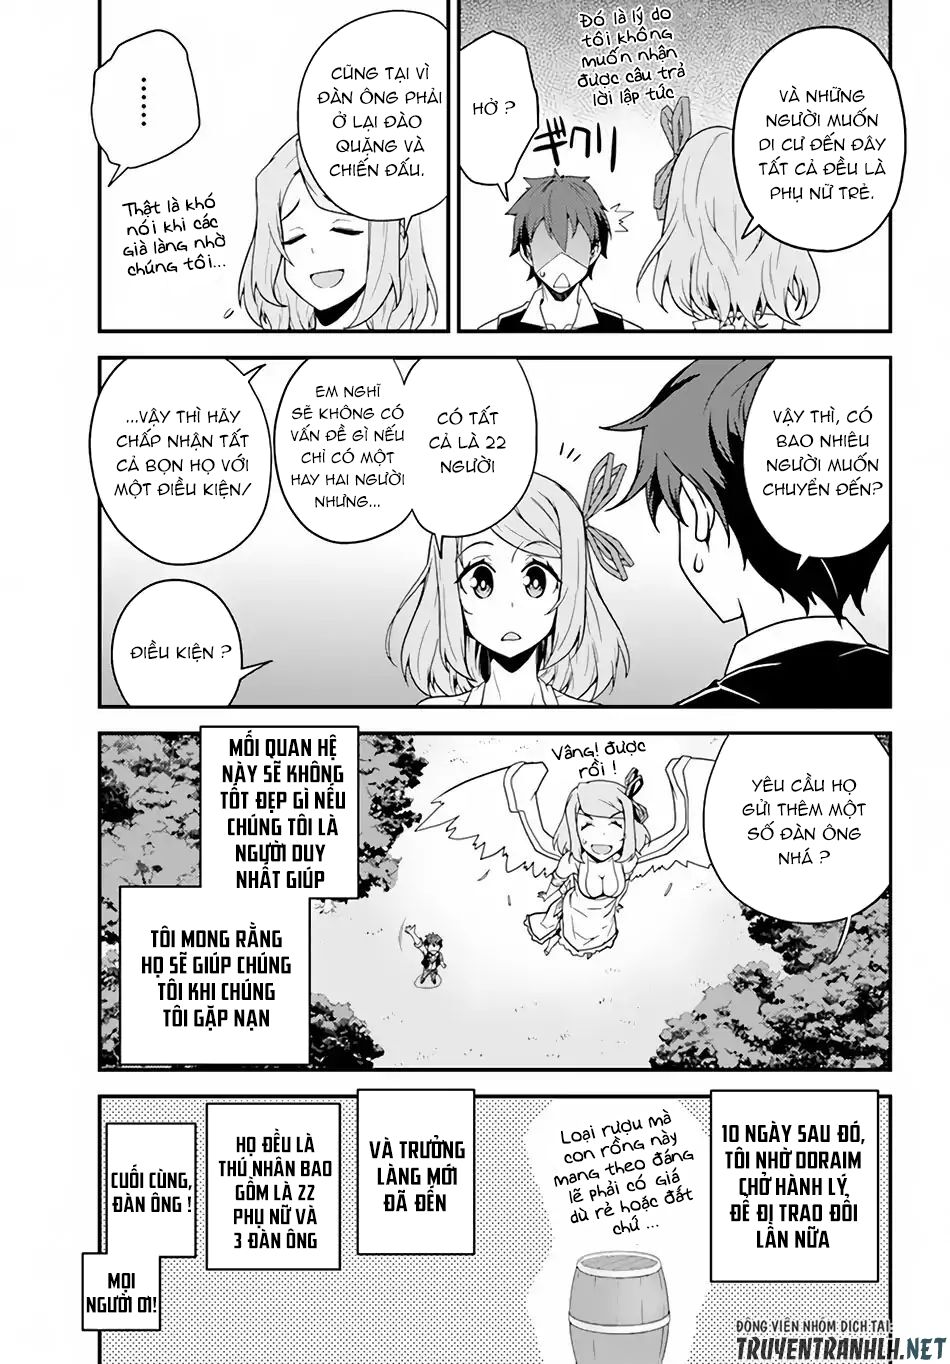 VÀ NHỮNG
NGƯỜI MUỐN
DI CƯ ĐẾN ĐÂY
TẤT CẢ ĐỀU LÀ
PHỤ NỮ TRẺ.
Đó là lý do
tôi không
muốn nhận
được câu trả
lời lập tức
HỞ ?
ギクリ
CŨNG TẠI VÌ
ĐÀN ÔNG PHẢI
Ở LẠI ĐÀO
QUẶNG VÀ
CHIẾN ĐẤU.
......
Thật là khó
nói khi các
già làng nhờ
chúng tôi...
VẬY THÌ, CÓ
BAO NHIÊU
NGƯỜI MUỐN
CHUYỂN ĐẾN?
CÓ TẤT
CẢ LÀ 22
NGƯỜI
EM NGHĨ
SẼ KHÔNG CÓ
VẤN ĐỀ GÌ NẾU
CHỈ CÓ MỘT
HAY HAI NGƯỜI
NHƯNG...
...VẬY THÌ HÃY
CHẤP NHẬN TẤT
CẢ BỌN HỌ VỚI
MỘT ĐIỀU KIỆN/
ĐIỀU KIỆN ?
YÊU CẦU HỌ
GỬI THÊM MỘT
SỐ ĐÀN ÔNG
NHÁ ?
Vâng! được
rồi !
MỐI QUAN HỆ
NÀY SẼ KHÔNG
TỐT ĐẸP GÌ NẾU
CHÚNG TÔI LÀ
NGƯỜI DUY
NHẤT GIÚP
TÔI MONG RẰNG
HỌ SẼ GIÚP CHÚNG
TÔI KHI CHÚNG
TÔI GẶP NẠN
10 NGÀY SAU ĐÓ,
TÔI NHỜ DORAIM
CHỞ HÀNH LÝ,
ĐỂ ĐI TRAO ĐỔI
LẦN NỮA
Loại rượu mà
con rồng này
mang theo đáng
lẽ phải có giá
dù rẻ hoặc đắt
chứ ...
VÀ TRƯỞNG
LÀNG MỚI
ĐÃ ĐẾN
HỌ ĐỀU LÀ
THÚ NHÂN BAO
GỒM LÀ 22
PHỤ NỮ VÀ
3 ĐÀN ÔNG
CUỐI CÙNG,
ĐÀN ÔNG !
MỌI
NGƯỜI ƠI!
ĐỘNG VIÊN NHÓM DỊCH TẠI:
TRUYENTRANHLH.NET